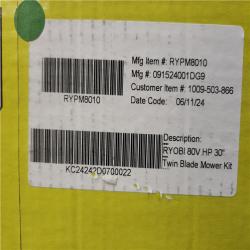 Mfg Item #: RYPM8010
Mfg #: 091524001DG9
Customer Item #: 1009-503-866
Date Code: 06/11/24
RYPM8010
Description:
RYOBI 80V HP 30"
Twin Blade Mower Kit
KC24242D0700022